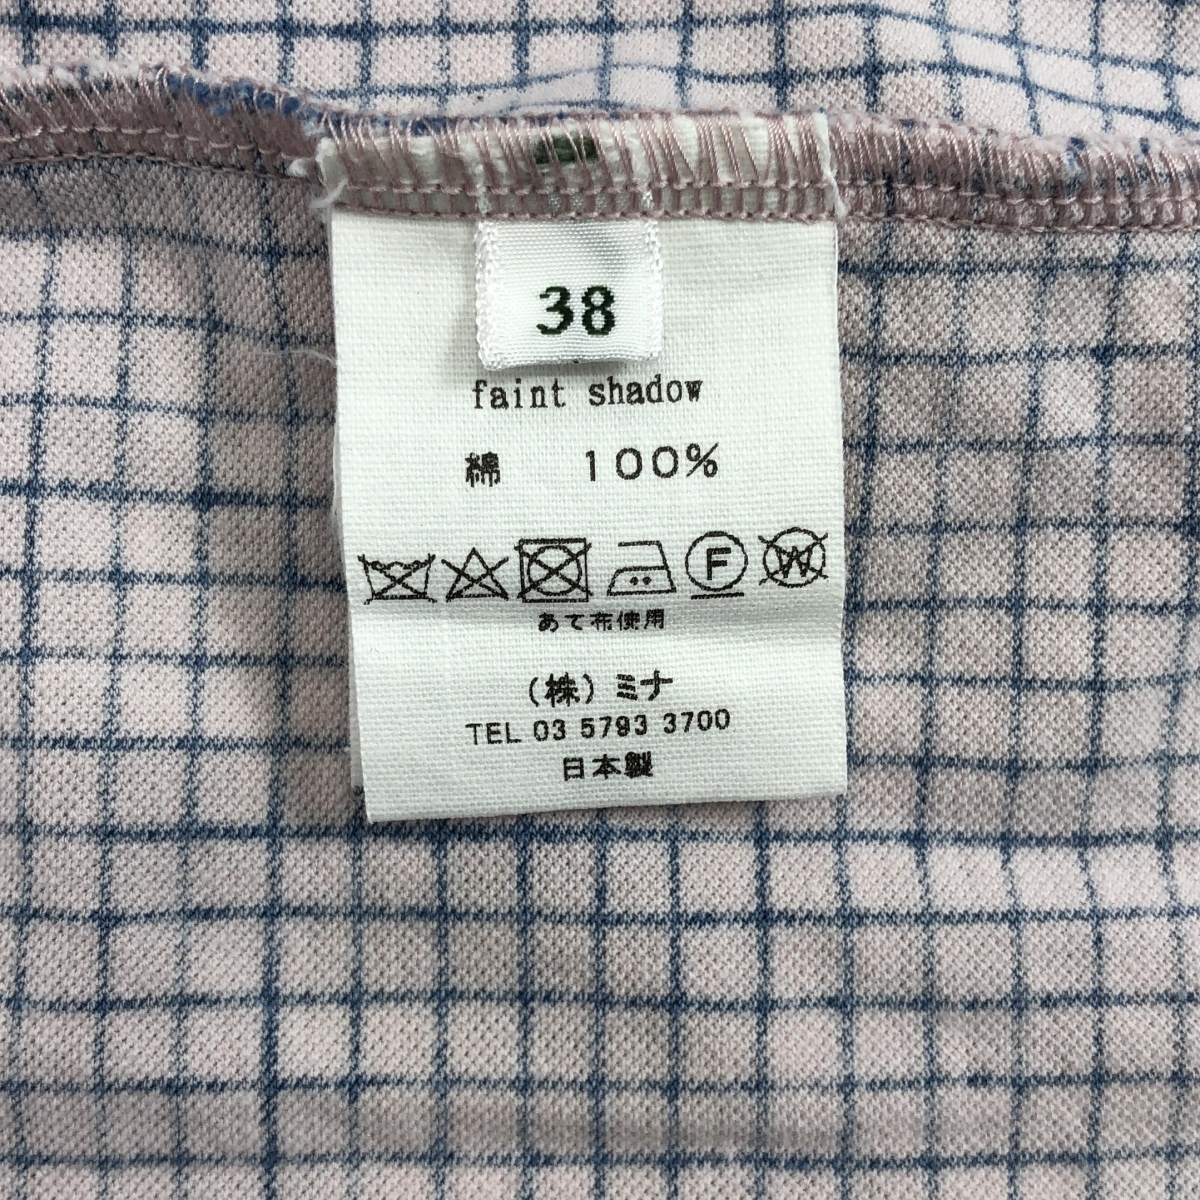 38
faint shadow
綿 100%
F W
あて布使用
(株)ミナ
TEL 03 5793 3700
日本製